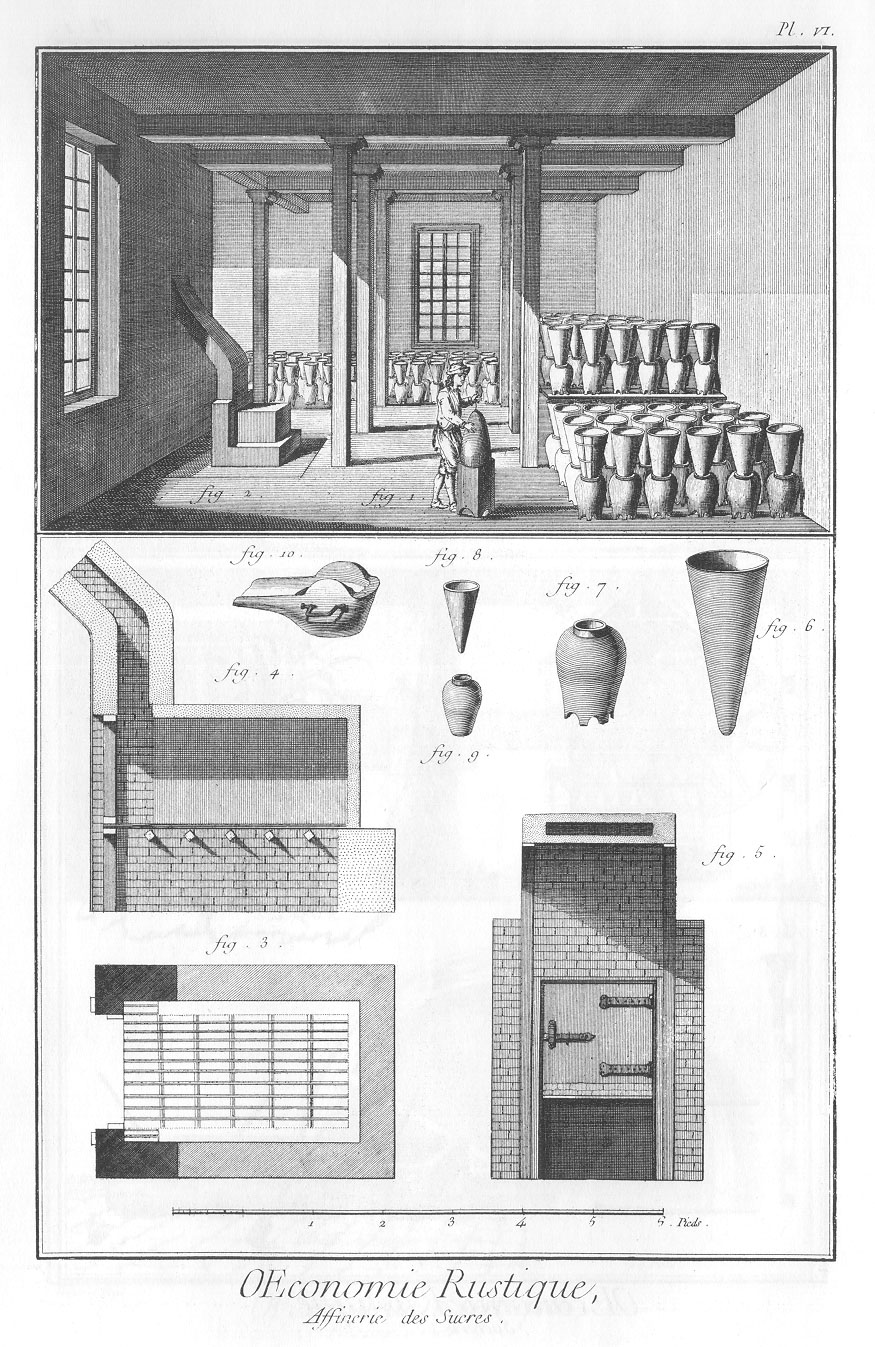 Pl. VI.
fig. 2.
fig. 1.
fig. 10.
fig. 8.
fig. 7.
fig. 6.
fig. 4.
fig. 9.
fig. 5.
fig. 3.
1 2 3 4 5 6. Pieds.
OEconomie Rustique,
Affinerie des Sucres.